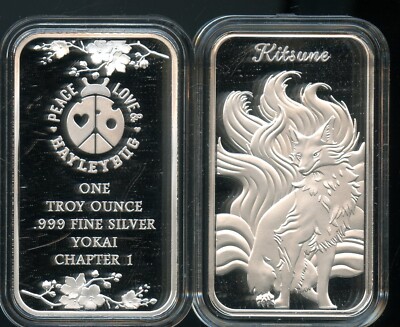 PEACE LOVE &
HAYLEYBUG
ONE
TROY OUNCE
.999 FINE SILVER
YOKAI
CHAPTER 1
Kitsune